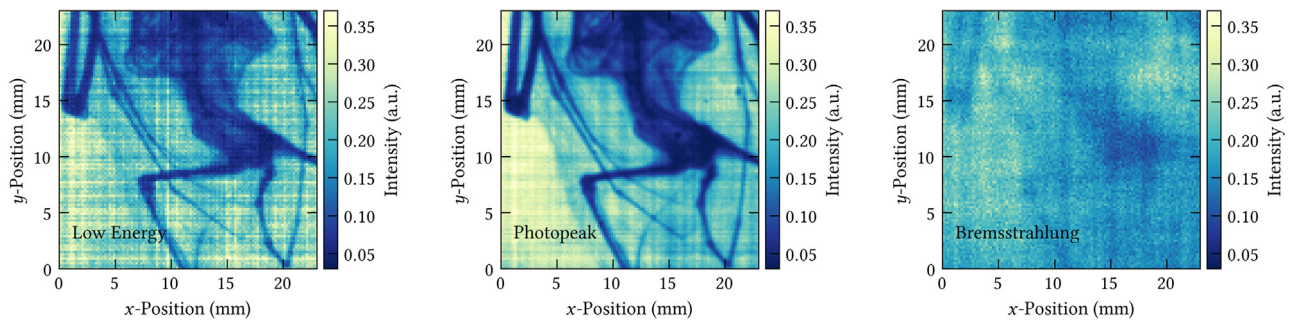 20
15
10
5
0
y-Position (mm)
0 5 10 15 20
x-Position (mm)
Low Energy
0.35
0.30
0.25
0.20
0.15
0.10
0.05
Intensity (a.u.)
20
15
10
5
0
y-Position (mm)
0 5 10 15 20
x-Position (mm)
Photopeak
0.35
0.30
0.25
0.20
0.15
0.10
0.05
Intensity (a.u.)
20
15
10
5
0
y-Position (mm)
0 5 10 15 20
x-Position (mm)
Bremsstrahlung
0.35
0.30
0.25
0.20
0.15
0.10
0.05
Intensity (a.u.)